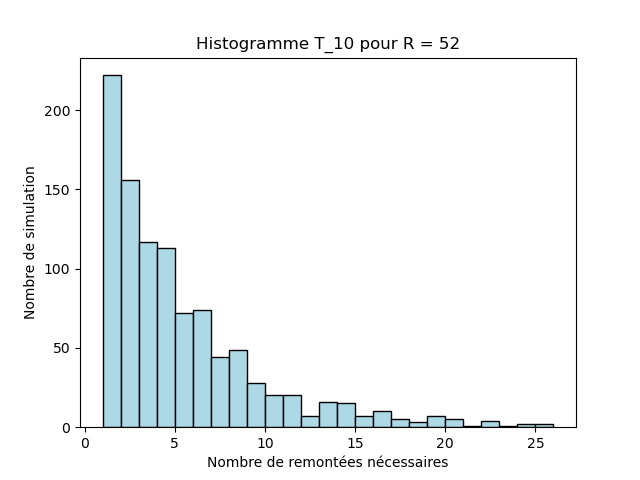 Histogramme T_10 pour R = 52
200
150
100
50
0
Nombre de simulation
0 5 10 15 20 25
Nombre de remontées nécessaires